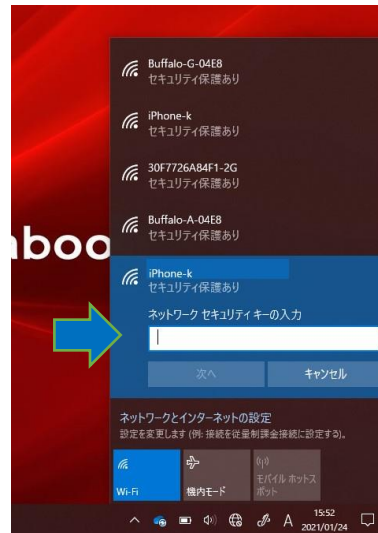 Buffalo-G-04E8
セキュリティ保護あり
iPhone-k
セキュリティ保護あり
30F7726A84F1-2G
セキュリティ保護あり
Buffalo-A-04E8
セキュリティ保護あり
boo
iPhone-k
セキュリティ保護あり
ネットワーク セキュリティ キーの入力
次へ
キャンセル
ネットワークとインターネットの設定
設定を変更します (例: 接続を従量制課金接続に設定する)。
Wi-Fi
機内モード
モバイル ホットス
ポット
A
15:52
2021/01/24